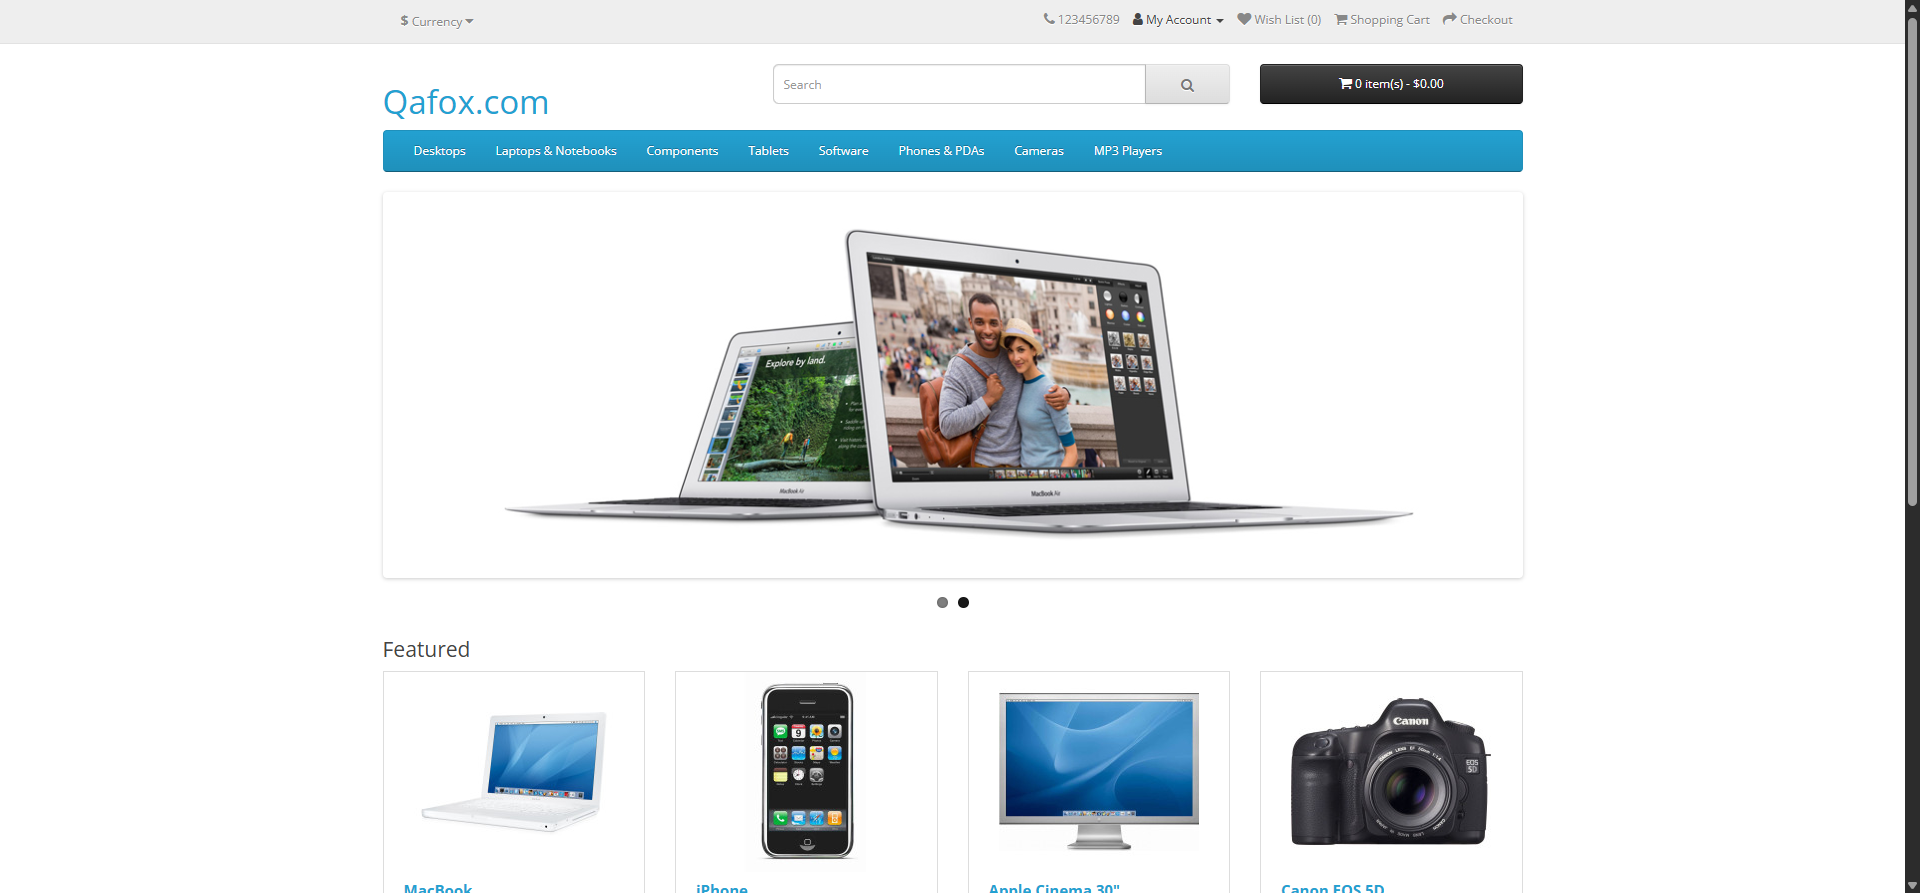 $ Currency
123456789 My Account Wish List (0) Shopping Cart Checkout
Qafox.com
Search
0 item(s) - $0.00
Desktops Laptops & Notebooks Components Tablets Software Phones & PDAs Cameras MP3 Players
Explore by land.
MacBook Air
MacBook Air
Featured
Canon
EOS
5D
MacBook
iPhone
Apple Cinema 30"
Canon EOS 5D